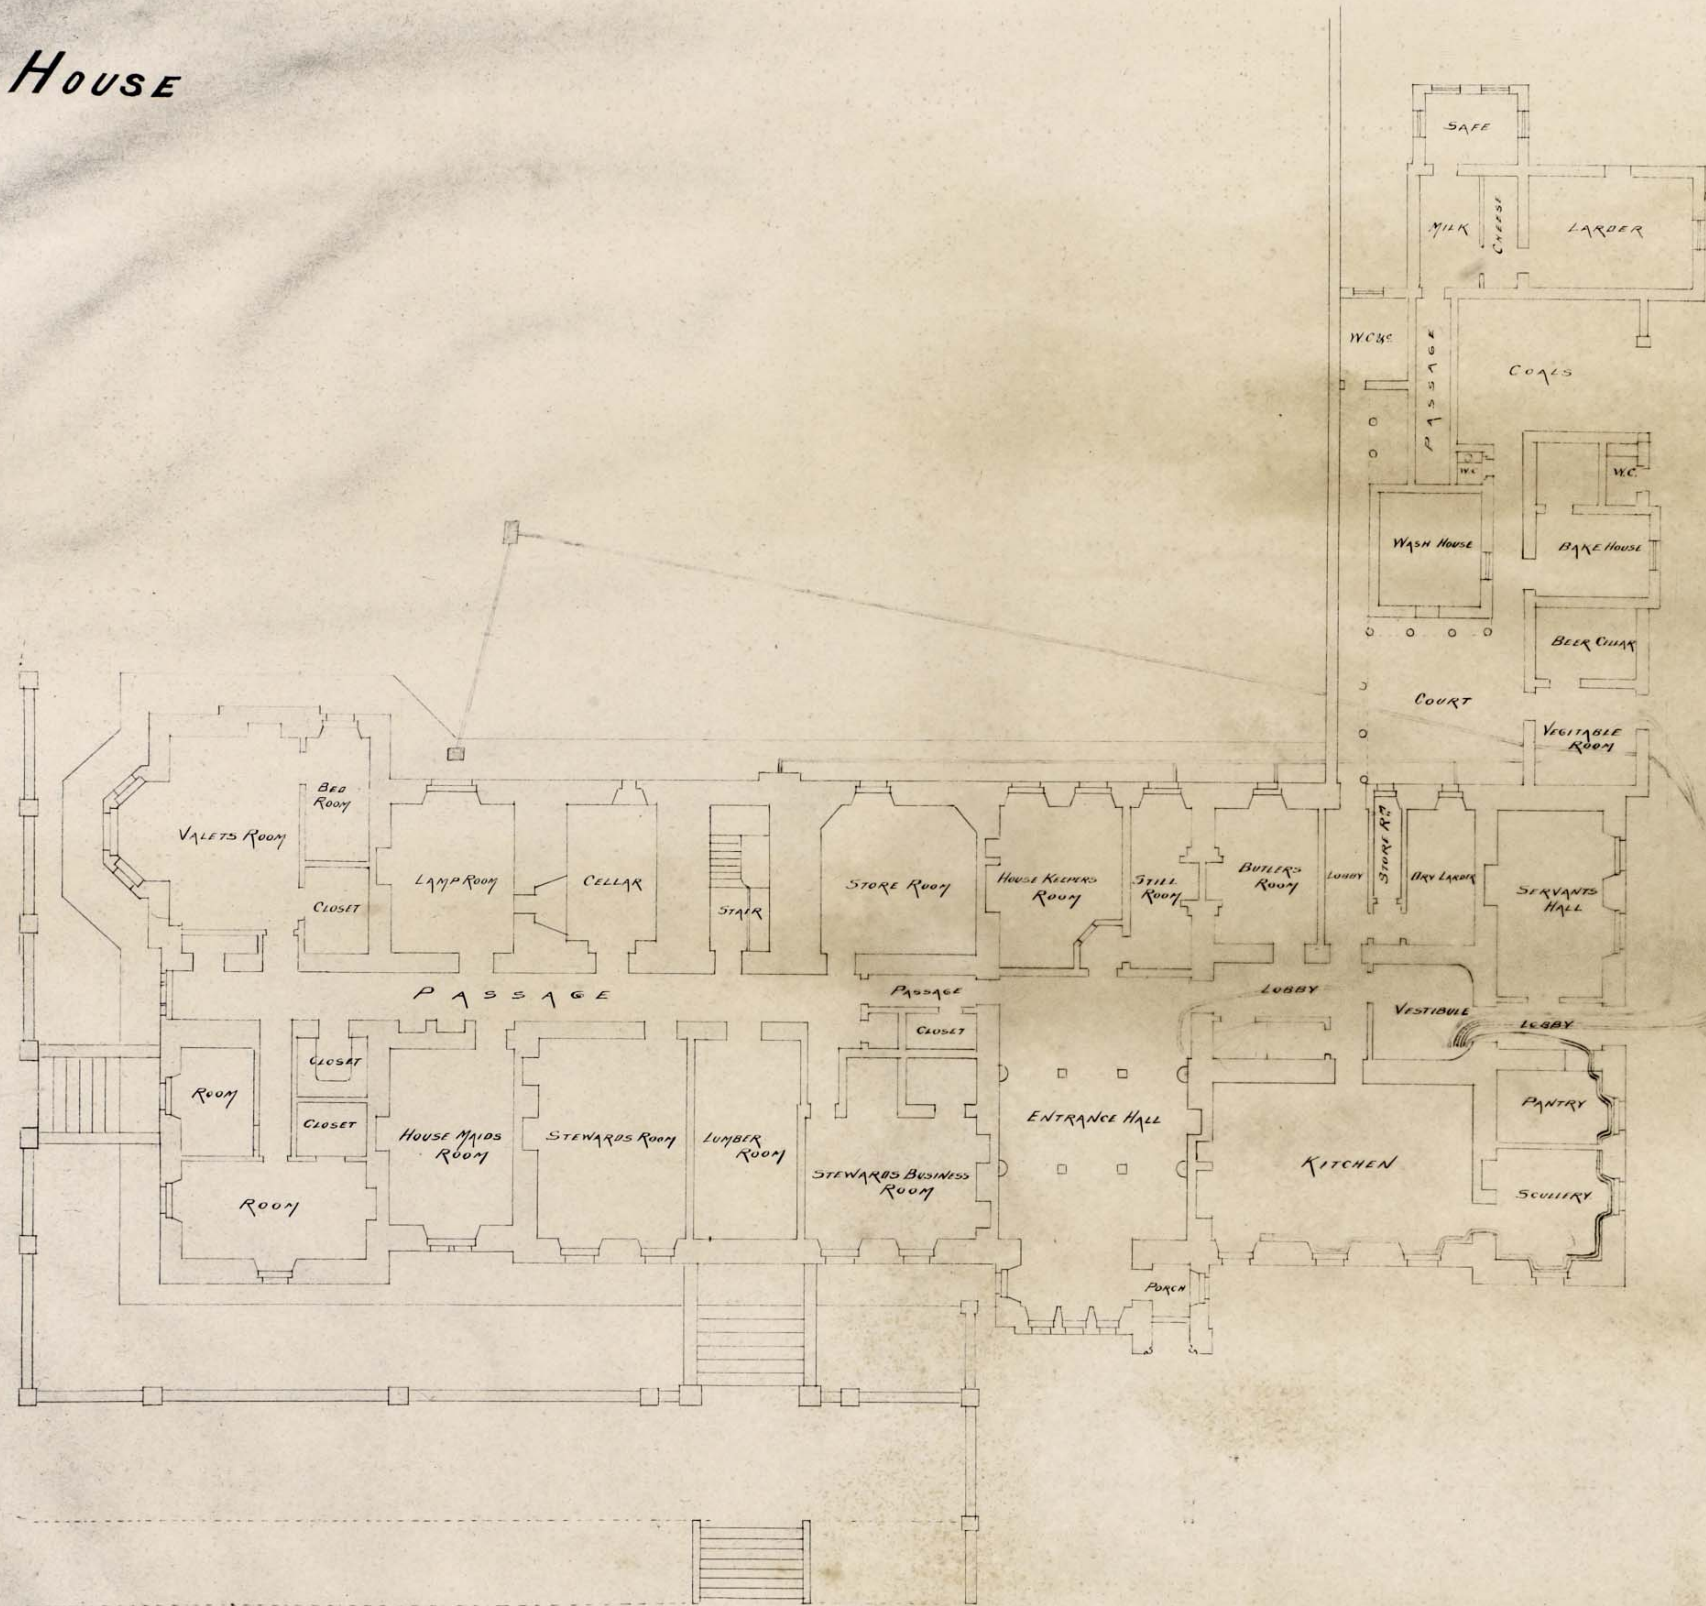 HOUSE
SAFE
MILK
CHEESE
LARDER
W.C &c
PASSAGE
COALS
W.C
W.C.
WASH HOUSE
BAKE HOUSE
BEER CELLAR
COURT
VEGITABLE
ROOM
BED
ROOM
VALETS ROOM
CLOSET
LAMP ROOM
CELLAR
STAIR
STORE ROOM
HOUSE KEEPERS
ROOM
STILL
ROOM
BUTLERS
ROOM
LOBBY
STORE RM
DRY LARDER
SERVANTS
HALL
PASSAGE
PASSAGE
LOBBY
VESTIBULE
LOBBY
CLOSET
CLOSET
CLOSET
ROOM
HOUSE MAIDS
ROOM
STEWARDS ROOM
LUMBER
ROOM
STEWARDS BUSINESS
ROOM
ENTRANCE HALL
KITCHEN
PANTRY
SCULLERY
ROOM
PORCH